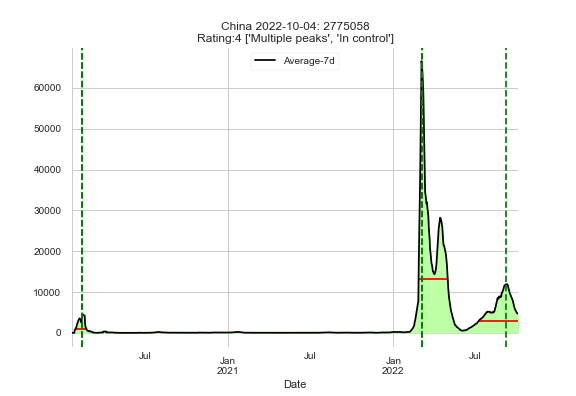 China 2022-10-04: 2775058
Rating:4 ['Multiple peaks', 'In control']
Average-7d
60000
50000
40000
30000
20000
10000
0
Jul
Jan
2021
Jul
Jan
2022
Jul
Date